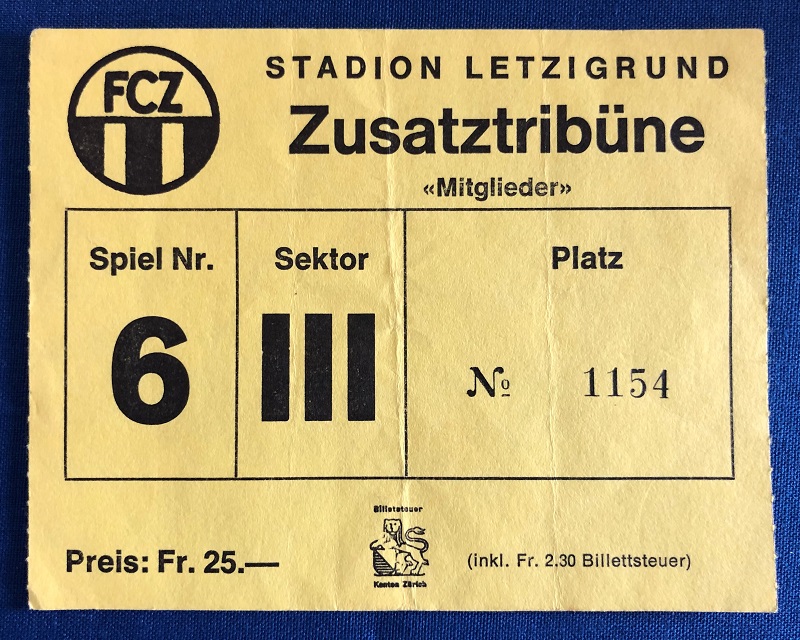 FCZ
STADION LETZIGRUND
Zusatztribüne
«Mitglieder»
Spiel Nr. Sektor Platz
6 III № 1154
Billetsteuer
Kanton Zürich
Preis: Fr. 25.—
(inkl. Fr. 2.30 Billettsteuer)